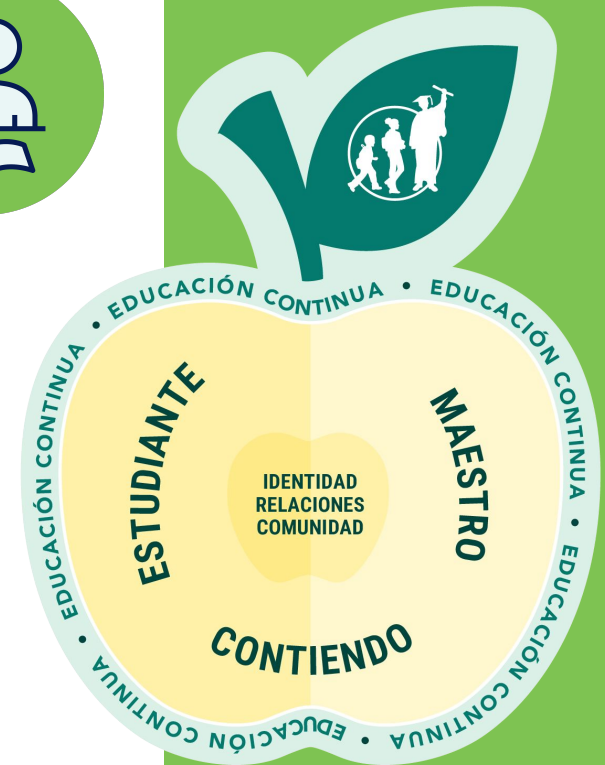 EDUCACIÓN CONTINUA • EDUCACIÓN CONTINUA • EDUCACIÓN CONTINUA • EDUCACIÓN CONTINUA • EDUCACIÓN CONTINUA •
ESTUDIANTE
MAESTRO
IDENTIDAD
RELACIONES
COMUNIDAD
CONTIENDO